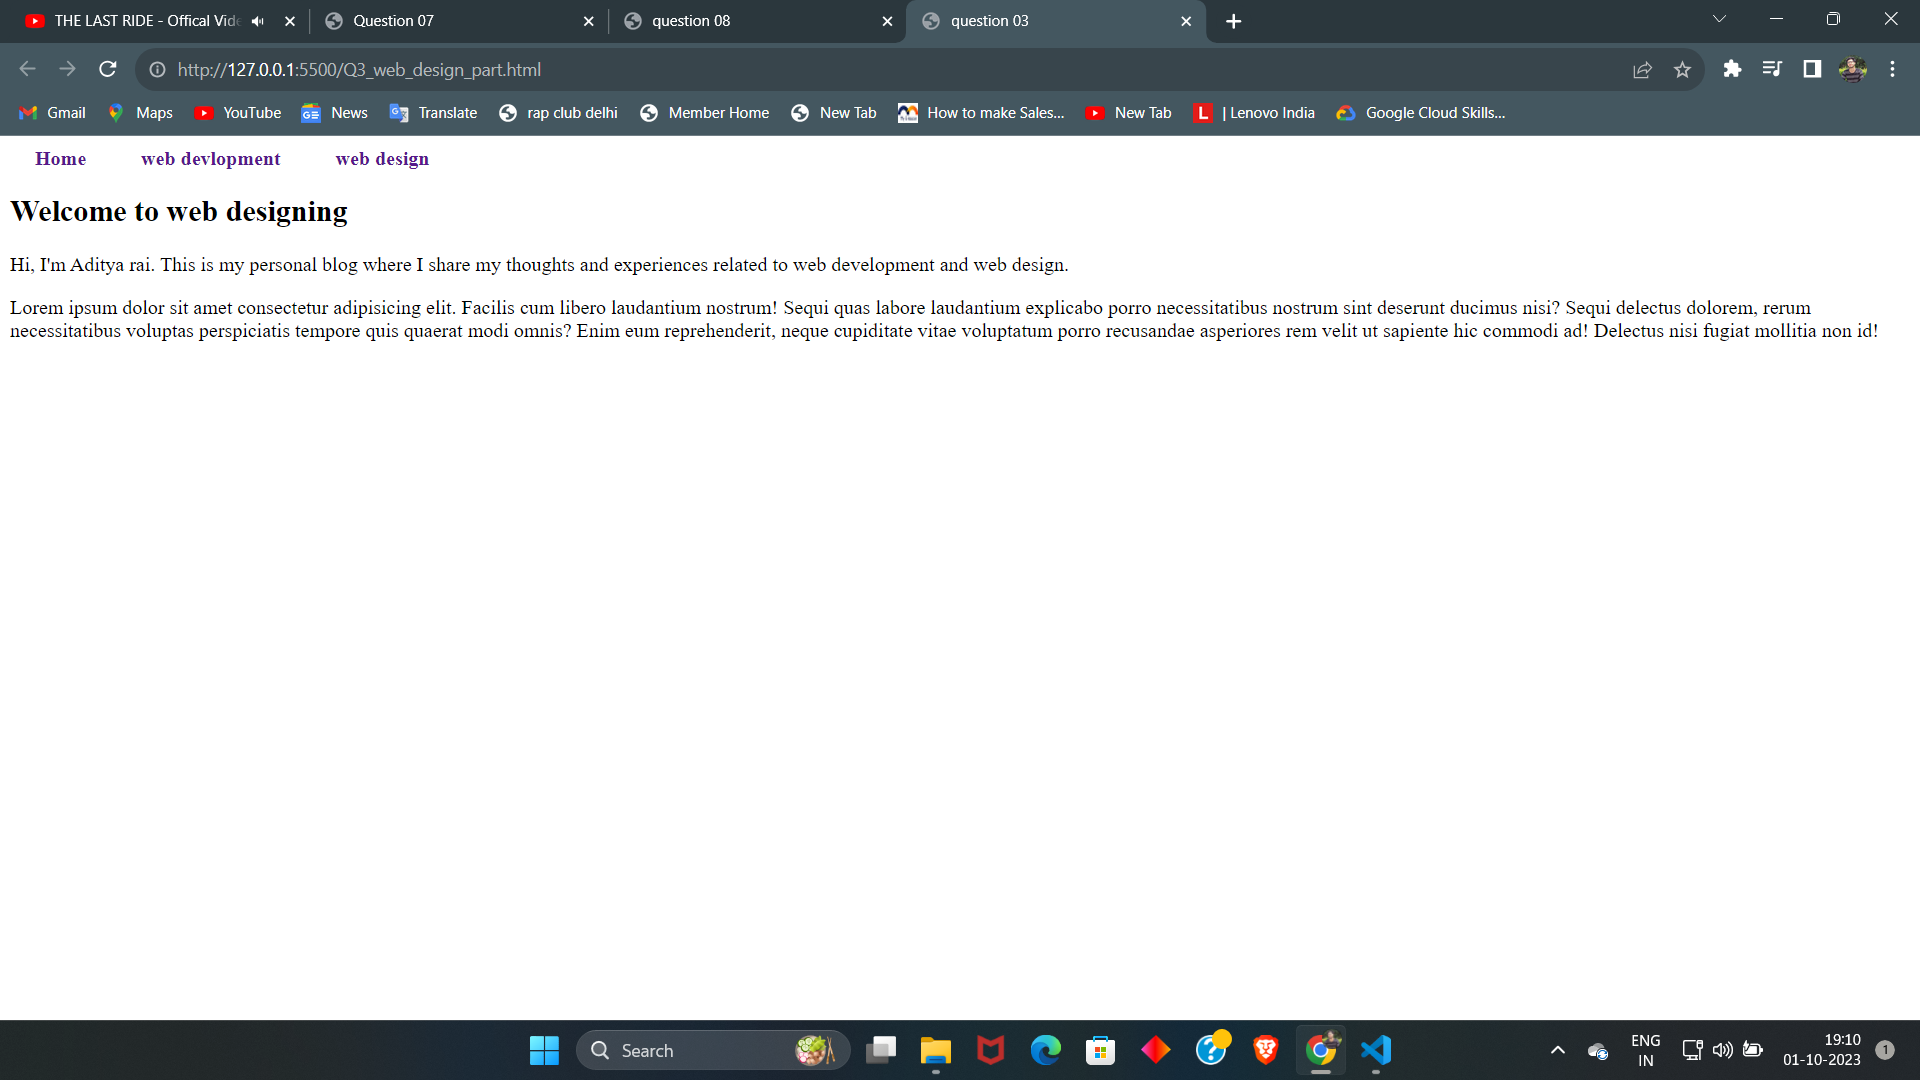 THE LAST RIDE - Offical Vide
Question 07
question 08
question 03
http://127.0.0.1:5500/Q3_web_design_part.html
Gmail
Maps
YouTube
News
Translate
rap club delhi
Member Home
New Tab
How to make Sales...
New Tab
L | Lenovo India
Google Cloud Skills...
Home web devlopment web design
Welcome to web designing
Hi, I'm Aditya rai. This is my personal blog where I share my thoughts and experiences related to web development and web design.
Lorem ipsum dolor sit amet consectetur adipisicing elit. Facilis cum libero laudantium nostrum! Sequi quas labore laudantium explicabo porro necessitatibus nostrum sint deserunt ducimus nisi? Sequi delectus dolorem, rerum
necessitatibus voluptas perspiciatis tempore quis quaerat modi omnis? Enim eum reprehenderit, neque cupiditate vitae voluptatum porro recusandae asperiores rem velit ut sapiente hic commodi ad! Delectus nisi fugiat mollitia non id!
Search
ENG
IN
19:10
01-10-2023
1